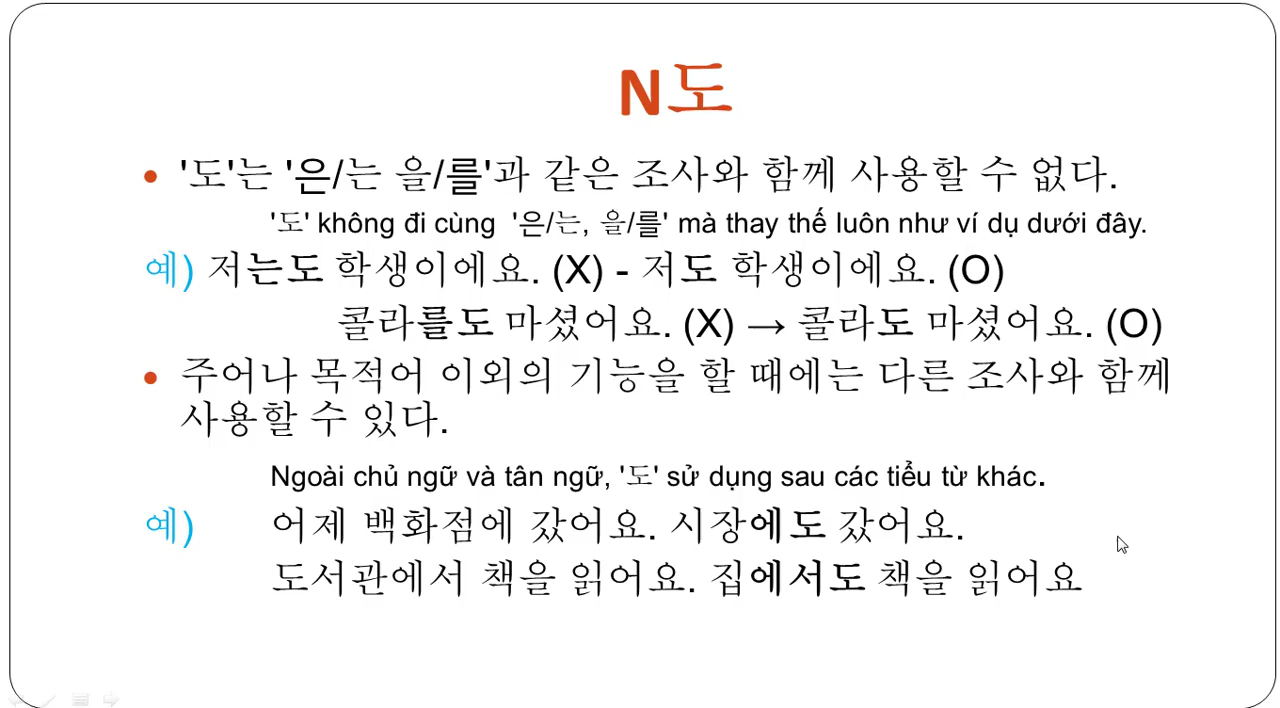 N도
'도'는 '은/는 을/를'과 같은 조사와 함께 사용할 수 없다.
'도' không đi cùng '은/는, 을/를' mà thay thế luôn như ví dụ dưới đây.
예) 저는도 학생이에요. (X) - 저도 학생이에요. (O)
콜라를도 마셨어요. (X) → 콜라도 마셨어요. (O)
주어나 목적어 이외의 기능을 할 때에는 다른 조사와 함께
사용할 수 있다.
Ngoài chủ ngữ và tân ngữ, '도' sử dụng sau các tiểu từ khác.
예) 어제 백화점에 갔어요. 시장에도 갔어요.
도서관에서 책을 읽어요. 집에서도 책을 읽어요